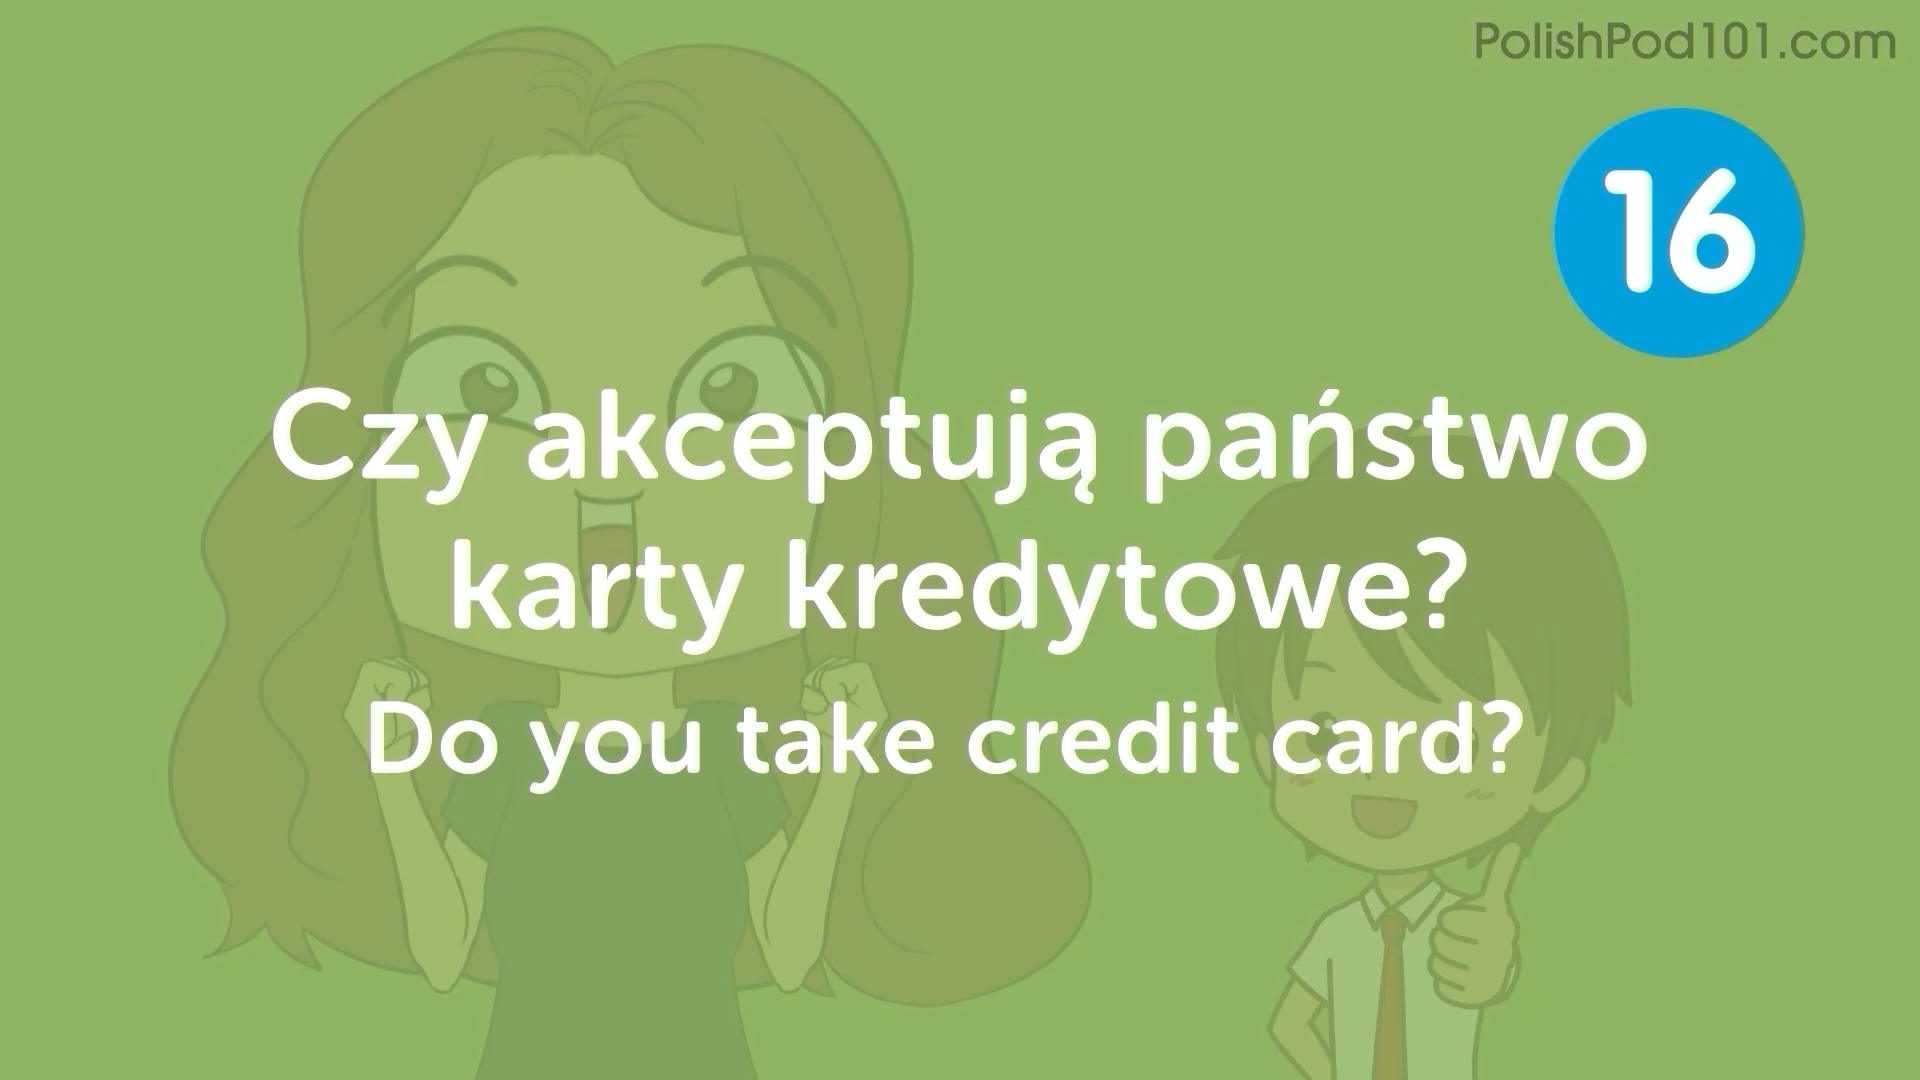 PolishPod101.com
16
Czy akceptują państwo
karty kredytowe?
Do you take credit card?